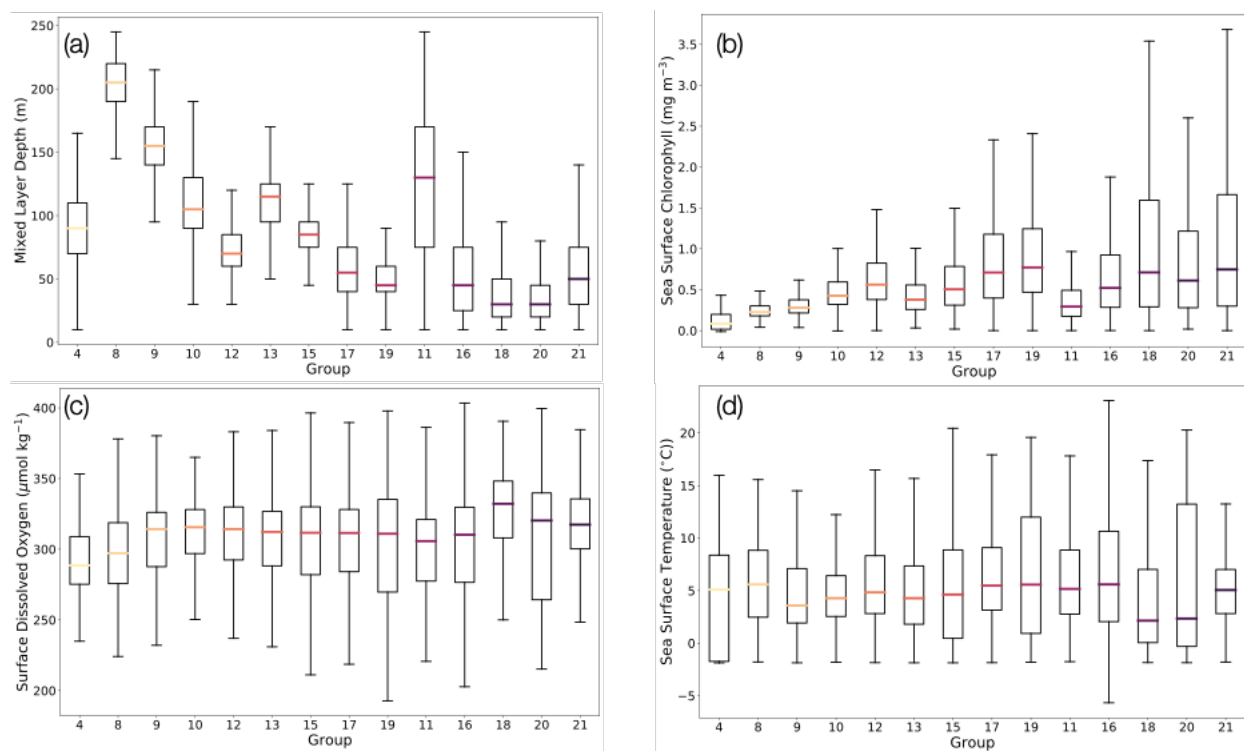 (a)
Mixed Layer Depth (m)
250
200
150
100
50
0
4 8 9 10 12 13 15 17 19 11 16 18 20 21
Group
(b)
Sea Surface Chlorophyll (mg m⁻³)
3.5
3.0
2.5
2.0
1.5
1.0
0.5
0.0
4 8 9 10 12 13 15 17 19 11 16 18 20 21
Group
(c)
Surface Dissolved Oxygen (μmol kg⁻¹)
400
350
300
250
200
4 8 9 10 12 13 15 17 19 11 16 18 20 21
Group
(d)
Sea Surface Temperature (°C))
20
15
10
5
0
−5
4 8 9 10 12 13 15 17 19 11 16 18 20 21
Group